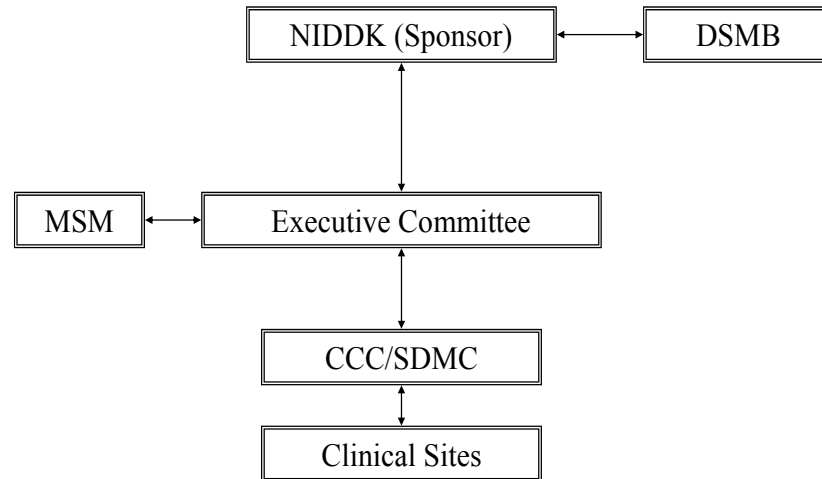 NIDDK (Sponsor)
DSMB
MSM
Executive Committee
CCC/SDMC
Clinical Sites